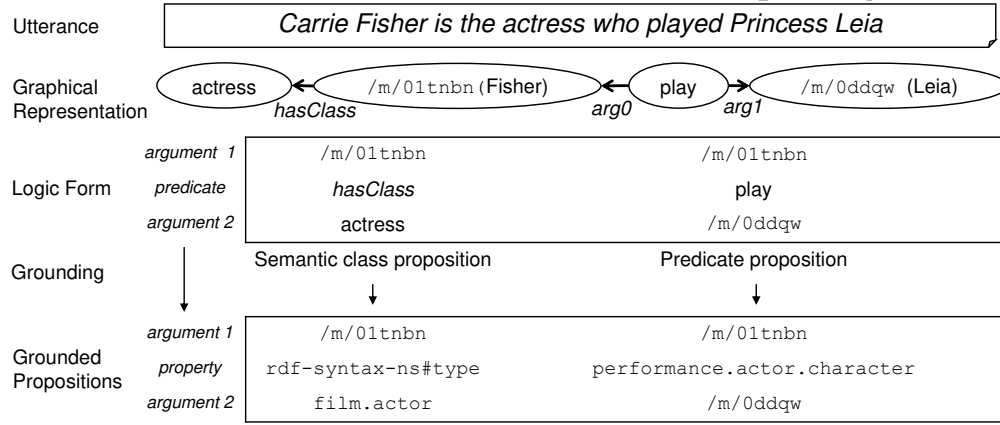 Utterance Carrie Fisher is the actress who played Princess Leia
Graphical Representation
actress hasClass /m/01tnbn (Fisher) arg0 play arg1 /m/0ddqw (Leia)
argument 1 /m/01tnbn /m/01tnbn
Logic Form predicate hasClass play
argument 2 actress /m/0ddqw
Grounding Semantic class proposition Predicate proposition
argument 1 /m/01tnbn /m/01tnbn
Grounded Propositions property rdf-syntax-ns#type performance.actor.character
argument 2 film.actor /m/0ddqw